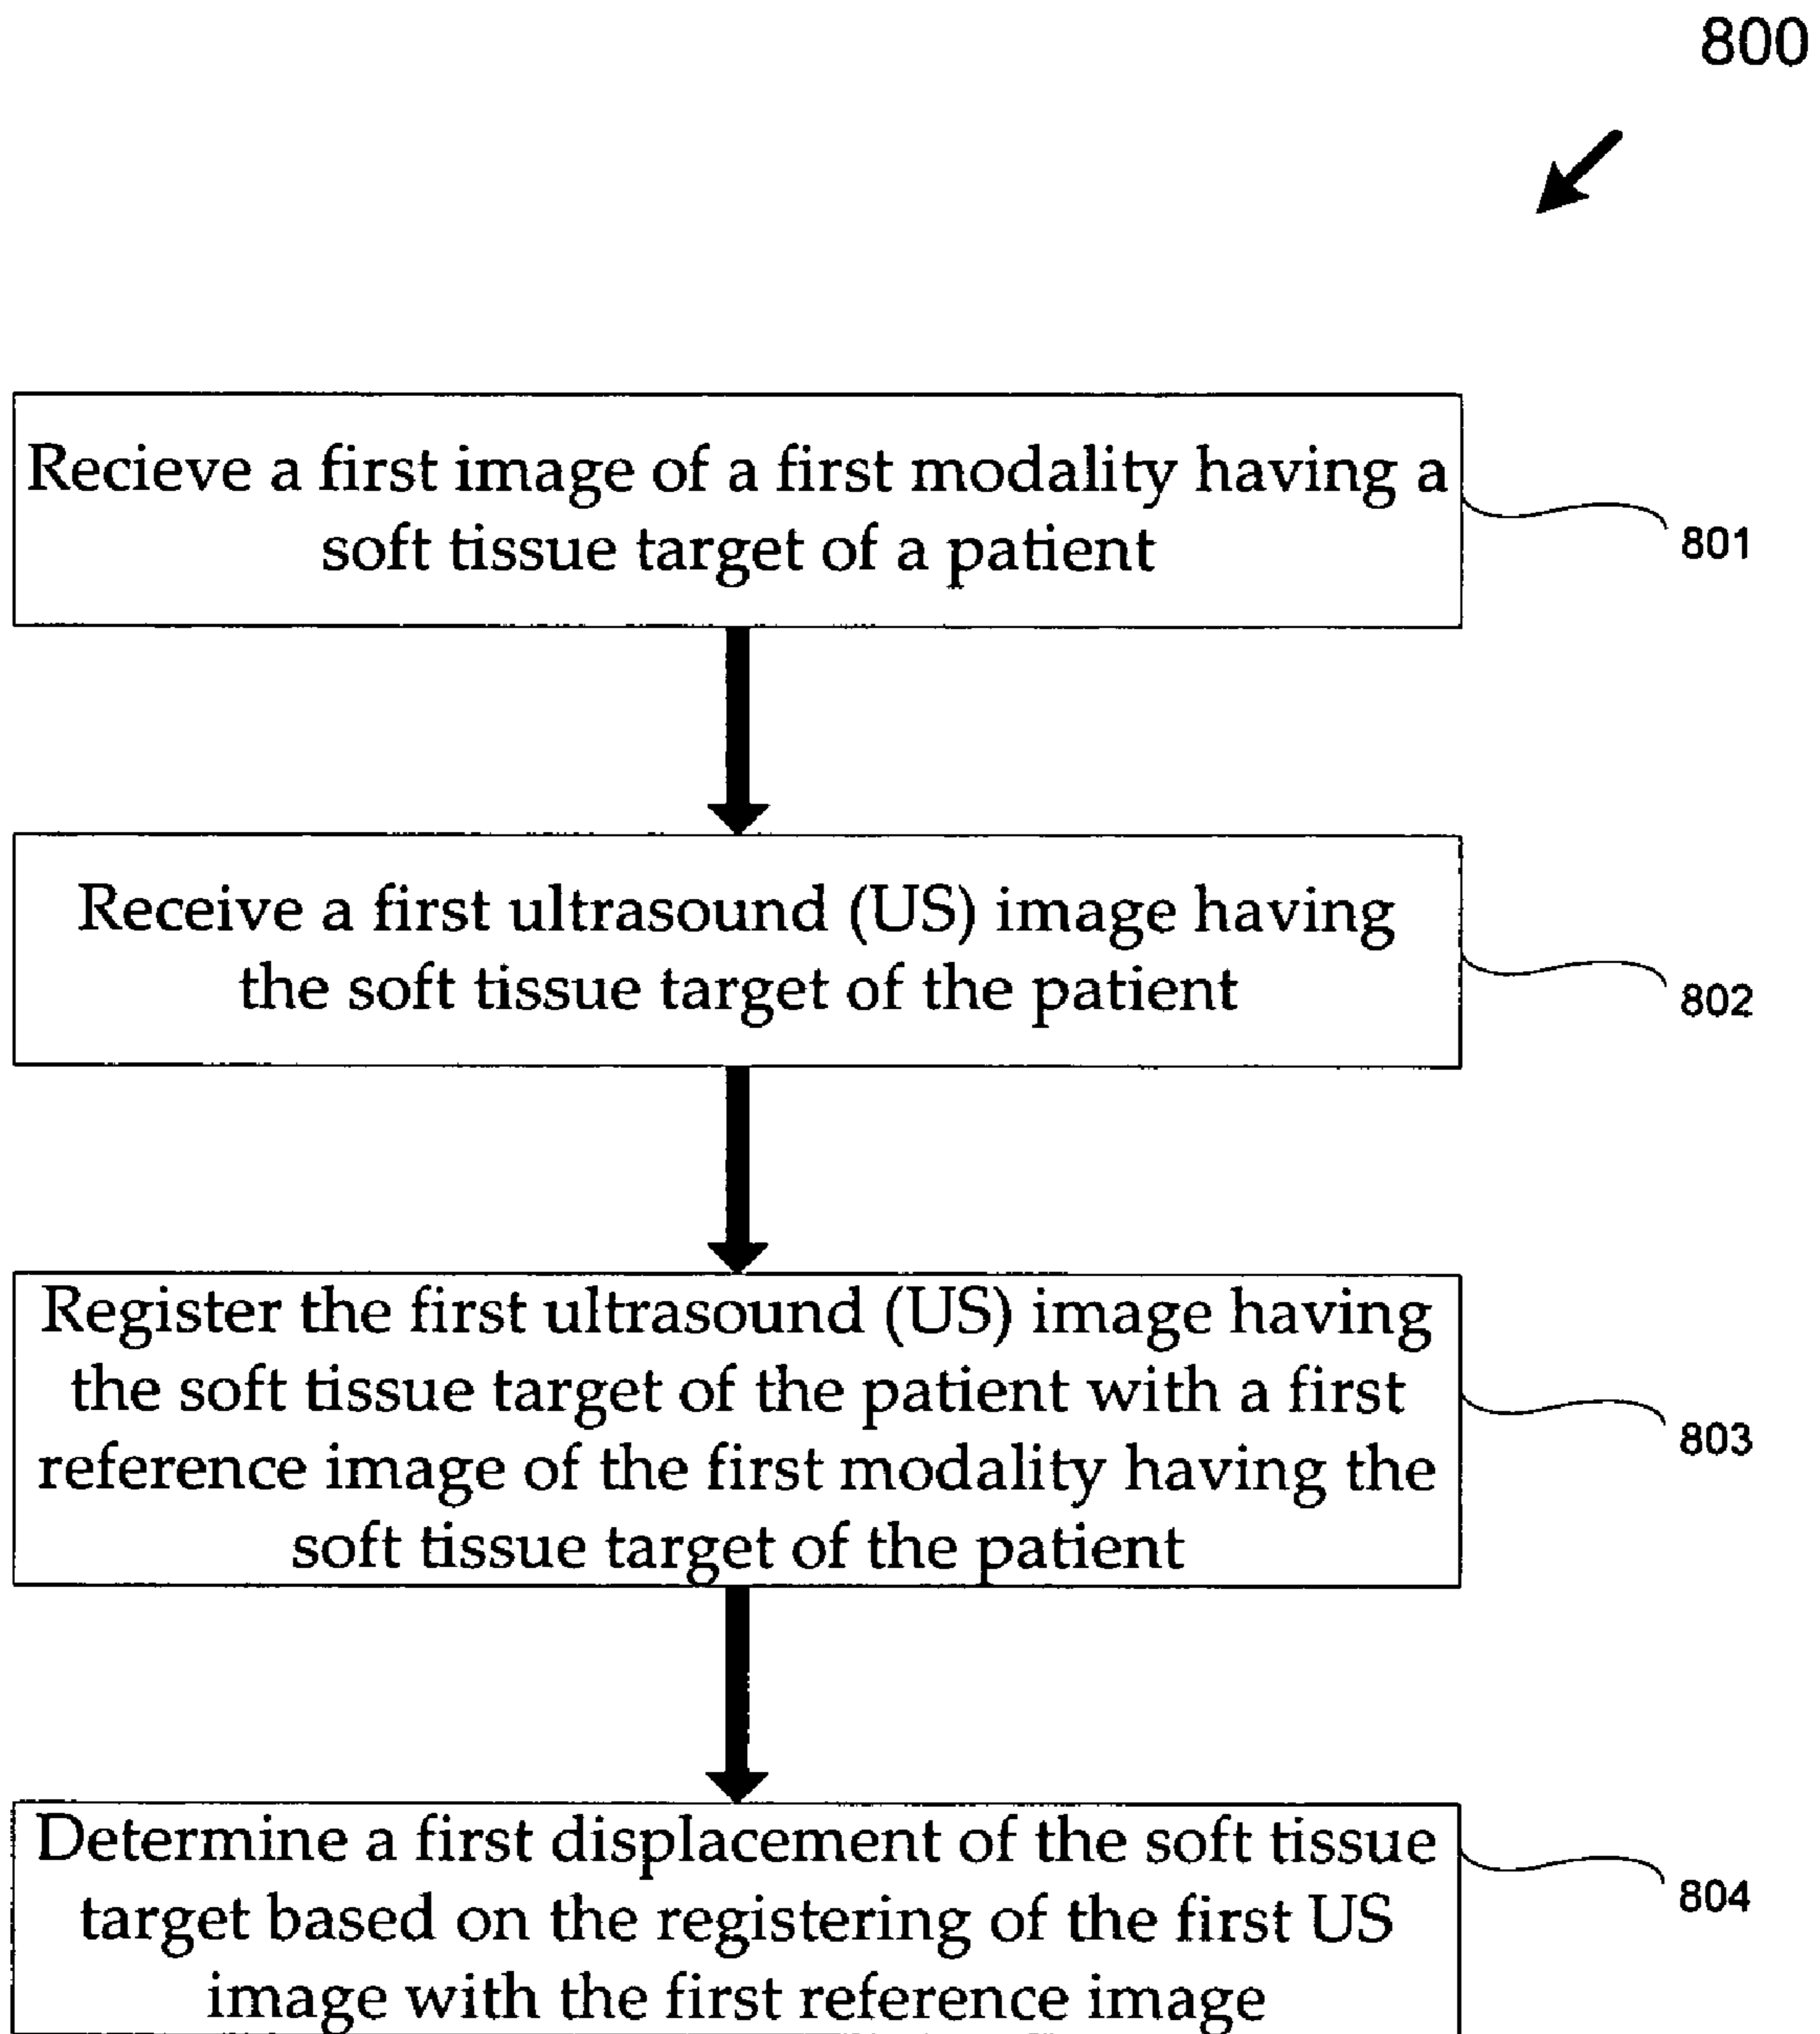 800
Recieve a first image of a first modality having a
soft tissue target of a patient
801
Receive a first ultrasound (US) image having
the soft tissue target of the patient
802
Register the first ultrasound (US) image having
the soft tissue target of the patient with a first
reference image of the first modality having the
soft tissue target of the patient
803
Determine a first displacement of the soft tissue
target based on the registering of the first US
image with the first reference image
804